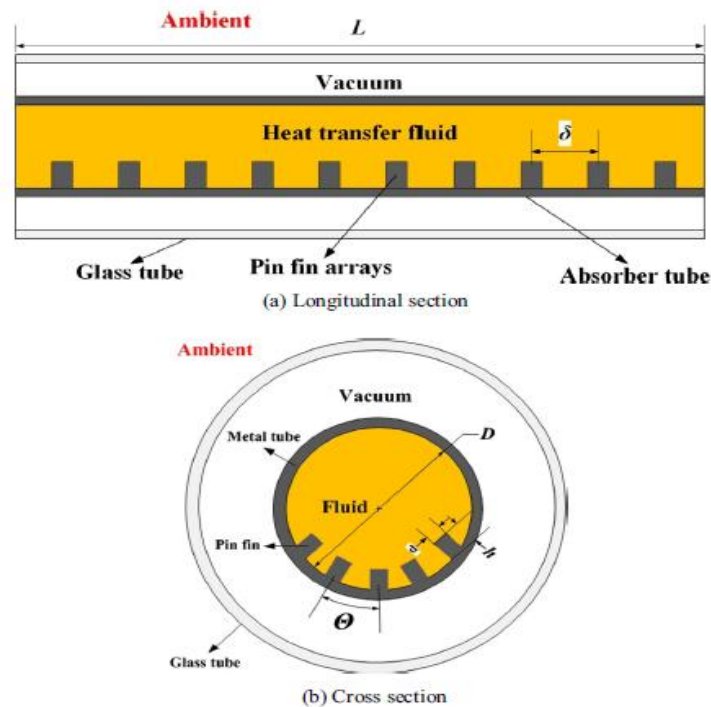 Ambient
L
Vacuum
Heat transfer fluid
δ
Glass tube
Pin fin arrays
Absorber tube
(a) Longitudinal section
Ambient
Vacuum
Metal tube
D
Fluid
Pin fin
d
h
Θ
Glass tube
(b) Cross section